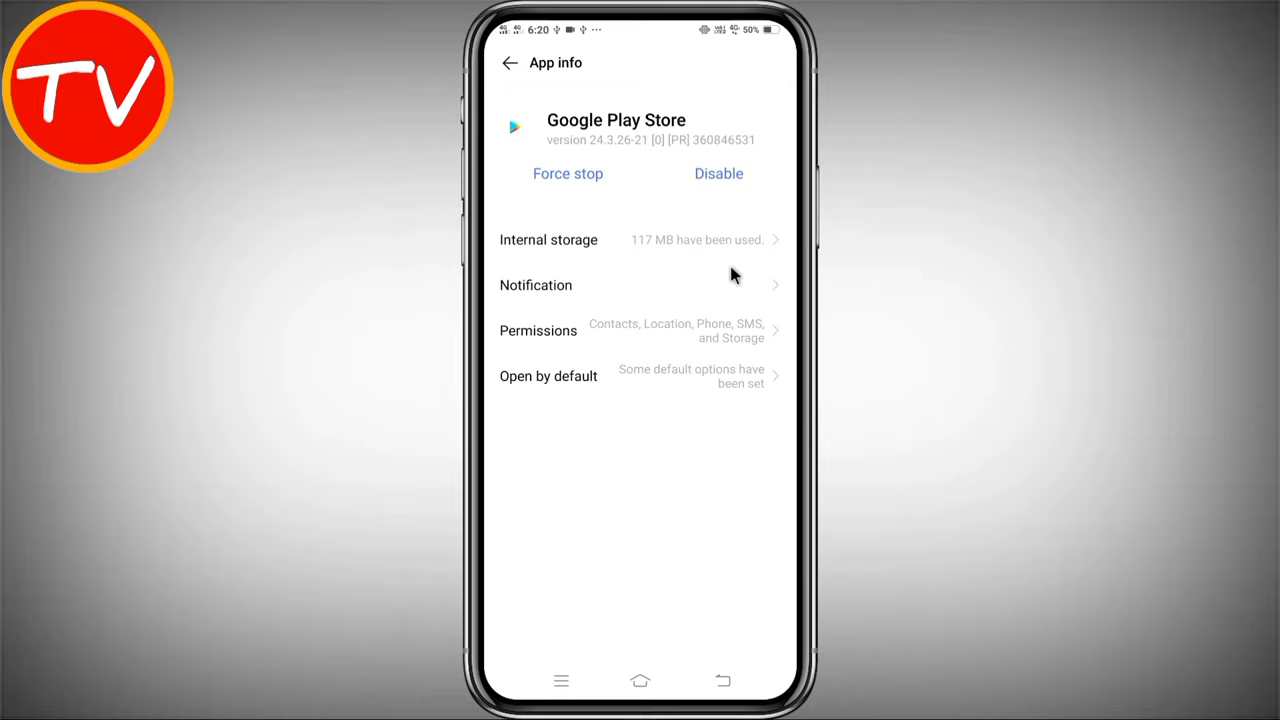 TV
6:20 50%
App info
Google Play Store
version 24.3.26-21 [0] [PR] 360846531
Force stop Disable
Internal storage 117 MB have been used.
Notification
Permissions Contacts, Location, Phone, SMS,
and Storage
Open by default Some default options have
been set